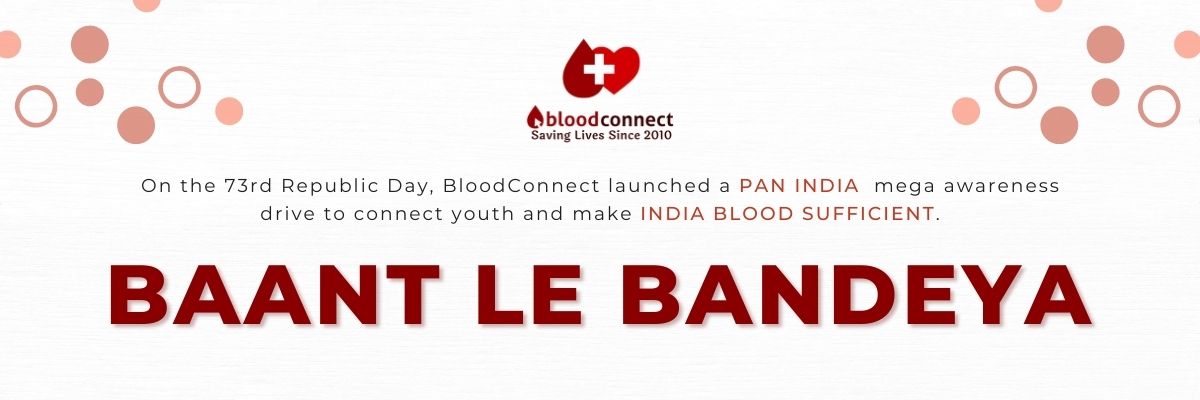 bloodconnect
Saving Lives Since 2010
On the 73rd Republic Day, BloodConnect launched a PAN INDIA mega awareness
drive to connect youth and make INDIA BLOOD SUFFICIENT.
BAANT LE BANDEYA